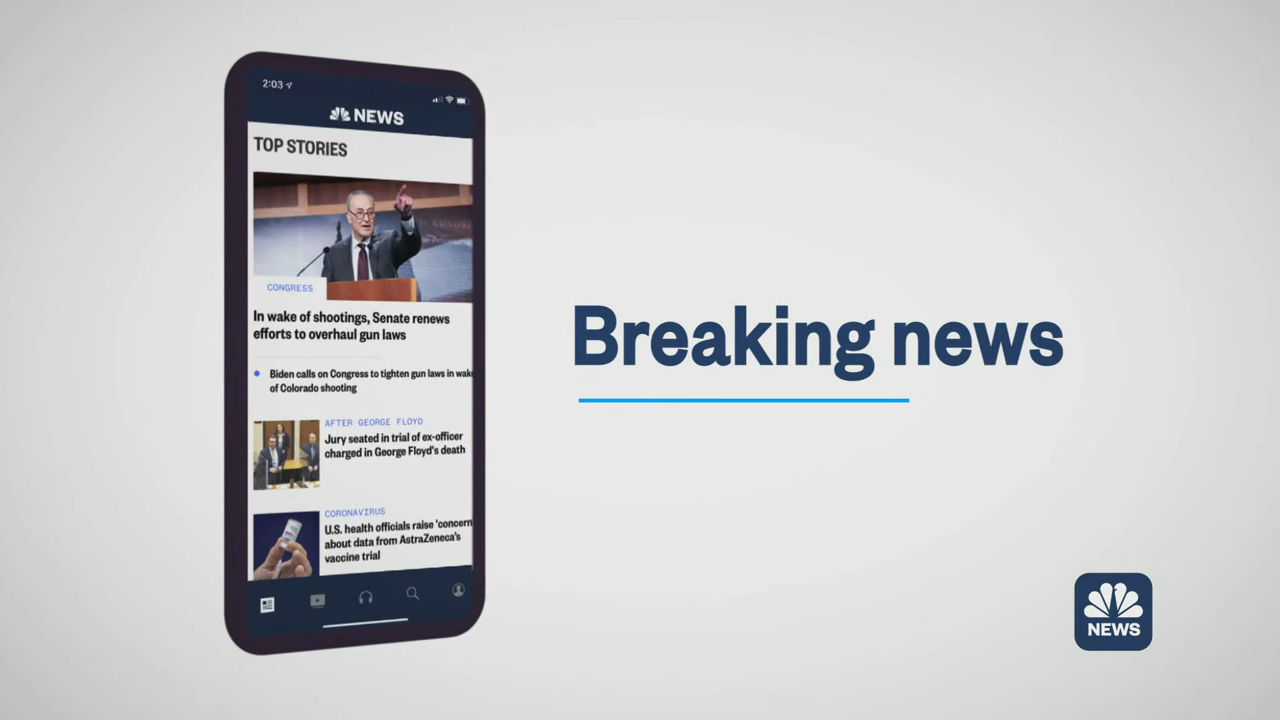 2:03
NEWS
TOP STORIES
CONGRESS
In wake of shootings, Senate renews
efforts to overhaul gun laws
Biden calls on Congress to tighten gun laws in wake
of Colorado shooting
AFTER GEORGE FLOYD
Jury seated in trial of ex-officer
charged in George Floyd's death
CORONAVIRUS
U.S. health officials raise 'concern
about data from AstraZeneca's
vaccine trial
Breaking news
NEWS